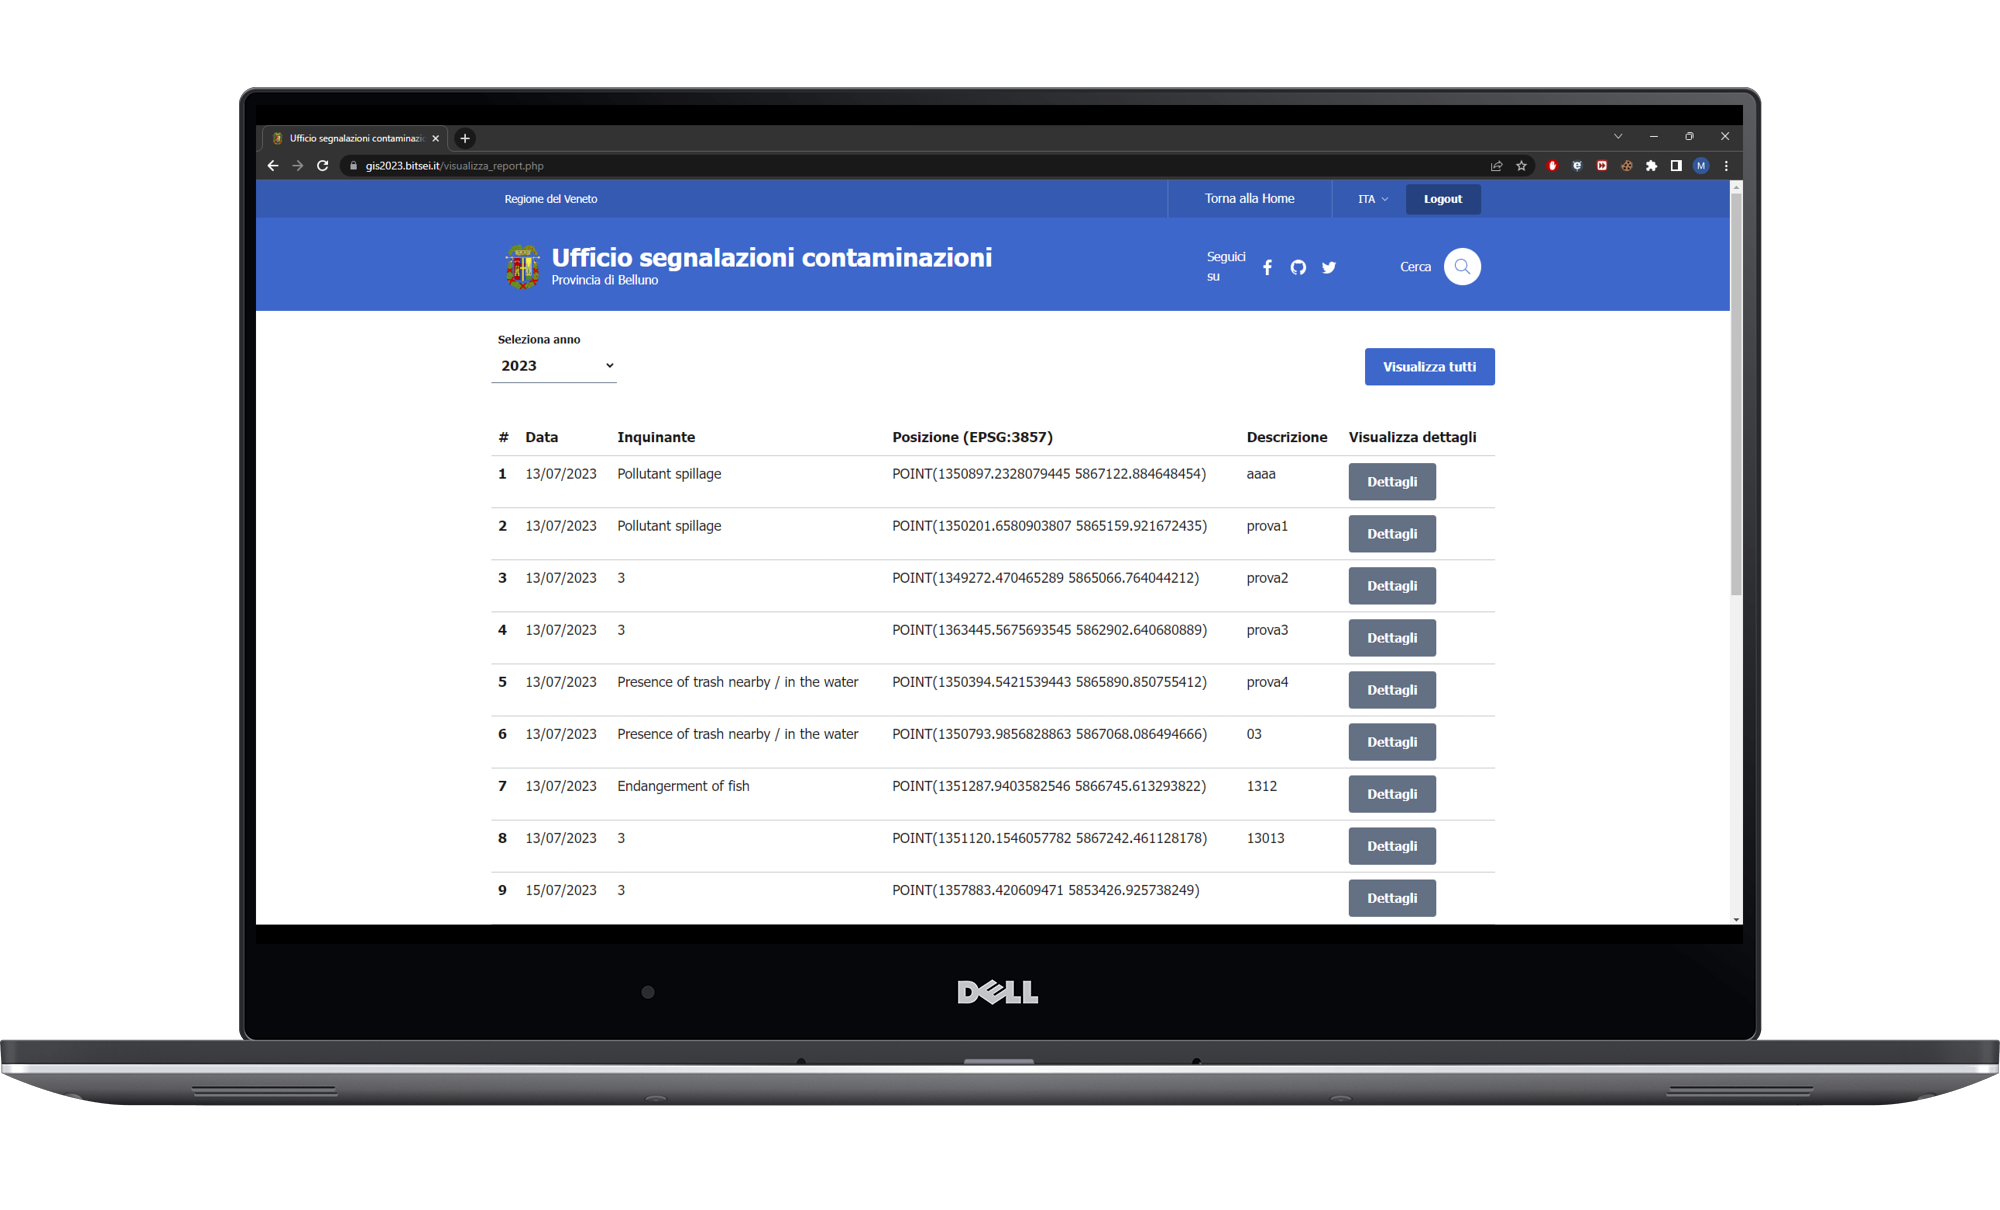 Ufficio segnalazioni contaminazi
gis2023.bitsei.it/visualizza_report.php
M
Regione del Veneto
Torna alla Home
ITA
Logout
Ufficio segnalazioni contaminazioni
Provincia di Belluno
Seguici
su
Cerca
Seleziona anno
2023
Visualizza tutti
# Data Inquinante Posizione (EPSG:3857) Descrizione Visualizza dettagli
1 13/07/2023 Pollutant spillage POINT(1350897.2328079445 5867122.884648454) aaaa Dettagli
2 13/07/2023 Pollutant spillage POINT(1350201.6580903807 5865159.921672435) prova1 Dettagli
3 13/07/2023 3 POINT(1349272.470465289 5865066.764044212) prova2 Dettagli
4 13/07/2023 3 POINT(1363445.5675693545 5862902.640680889) prova3 Dettagli
5 13/07/2023 Presence of trash nearby / in the water POINT(1350394.5421539443 5865890.850755412) prova4 Dettagli
6 13/07/2023 Presence of trash nearby / in the water POINT(1350793.9856828863 5867068.086494666) 03 Dettagli
7 13/07/2023 Endangerment of fish POINT(1351287.9403582546 5866745.613293822) 1312 Dettagli
8 13/07/2023 3 POINT(1351120.1546057782 5867242.461128178) 13013 Dettagli
9 15/07/2023 3 POINT(1357883.420609471 5853426.925738249) Dettagli
DELL